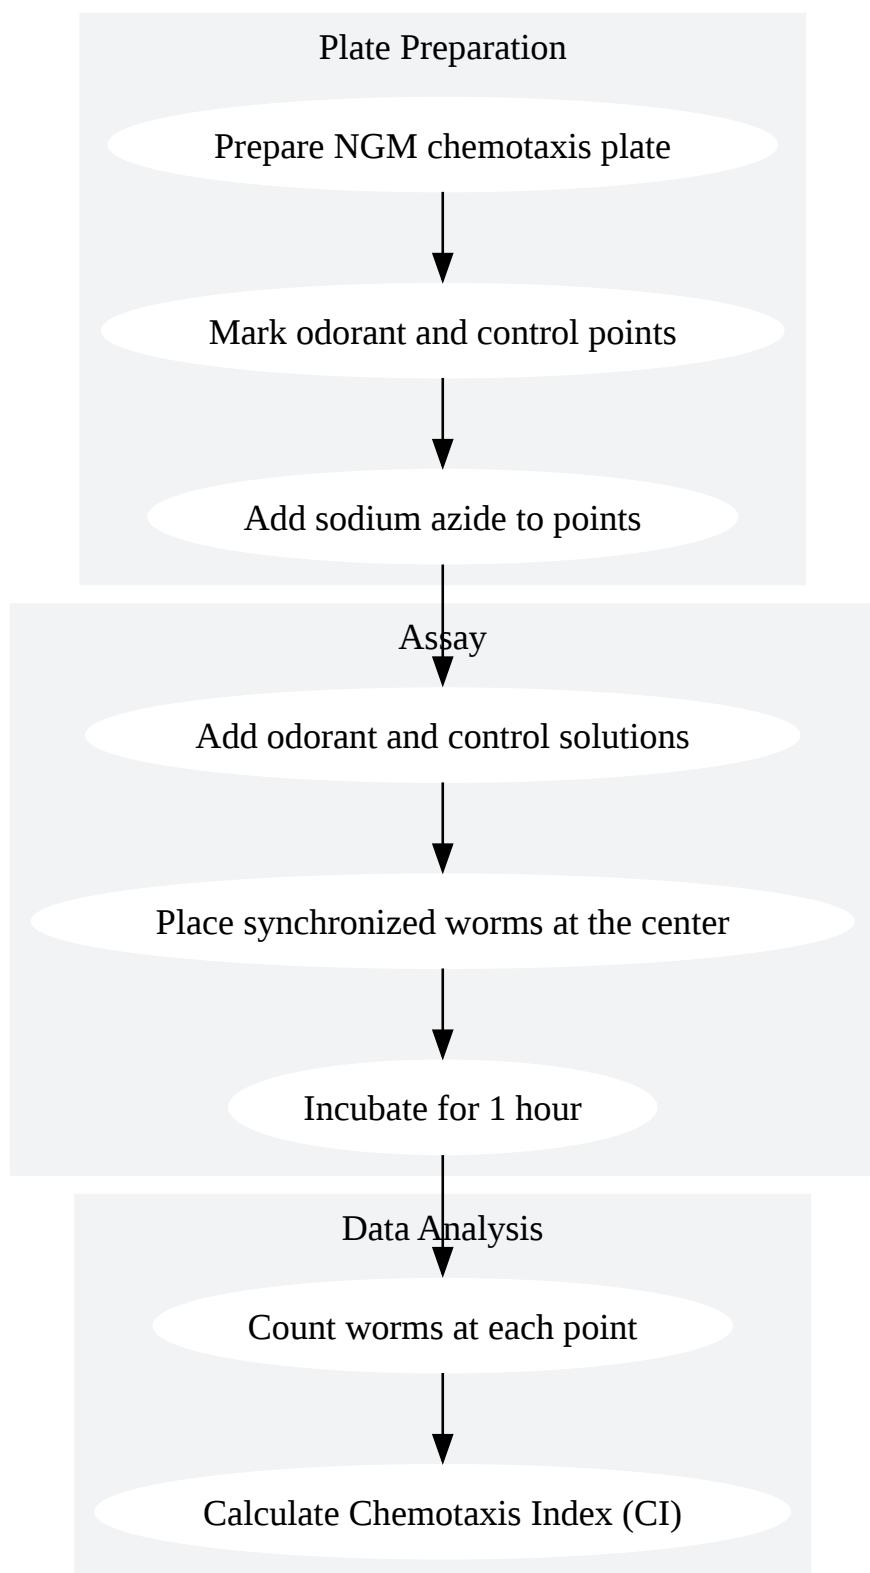 Plate Preparation
Prepare NGM chemotaxis plate
Mark odorant and control points
Add sodium azide to points
Assay
Add odorant and control solutions
Place synchronized worms at the center
Incubate for 1 hour
Data Analysis
Count worms at each point
Calculate Chemotaxis Index (CI)